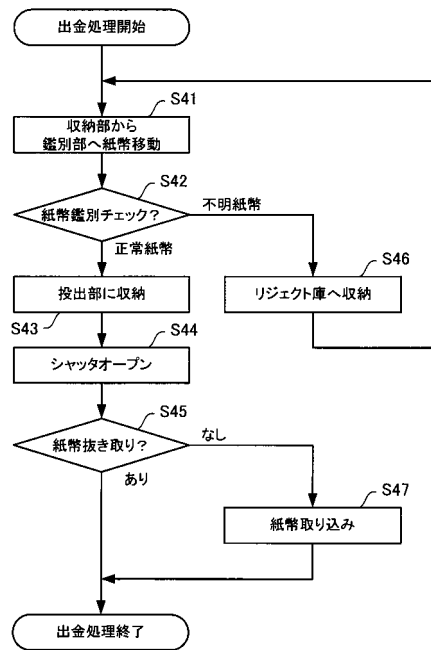 出金処理開始
S41
収納部から
鑑別部へ紙幣移動
S42
紙幣鑑別チェック?
不明紙幣
正常紙幣
S46
投出部に収納
リジェクト庫へ収納
S43
S44
シャッタオープン
S45
紙幣抜き取り?
なし
あり
S47
紙幣取り込み
出金処理終了